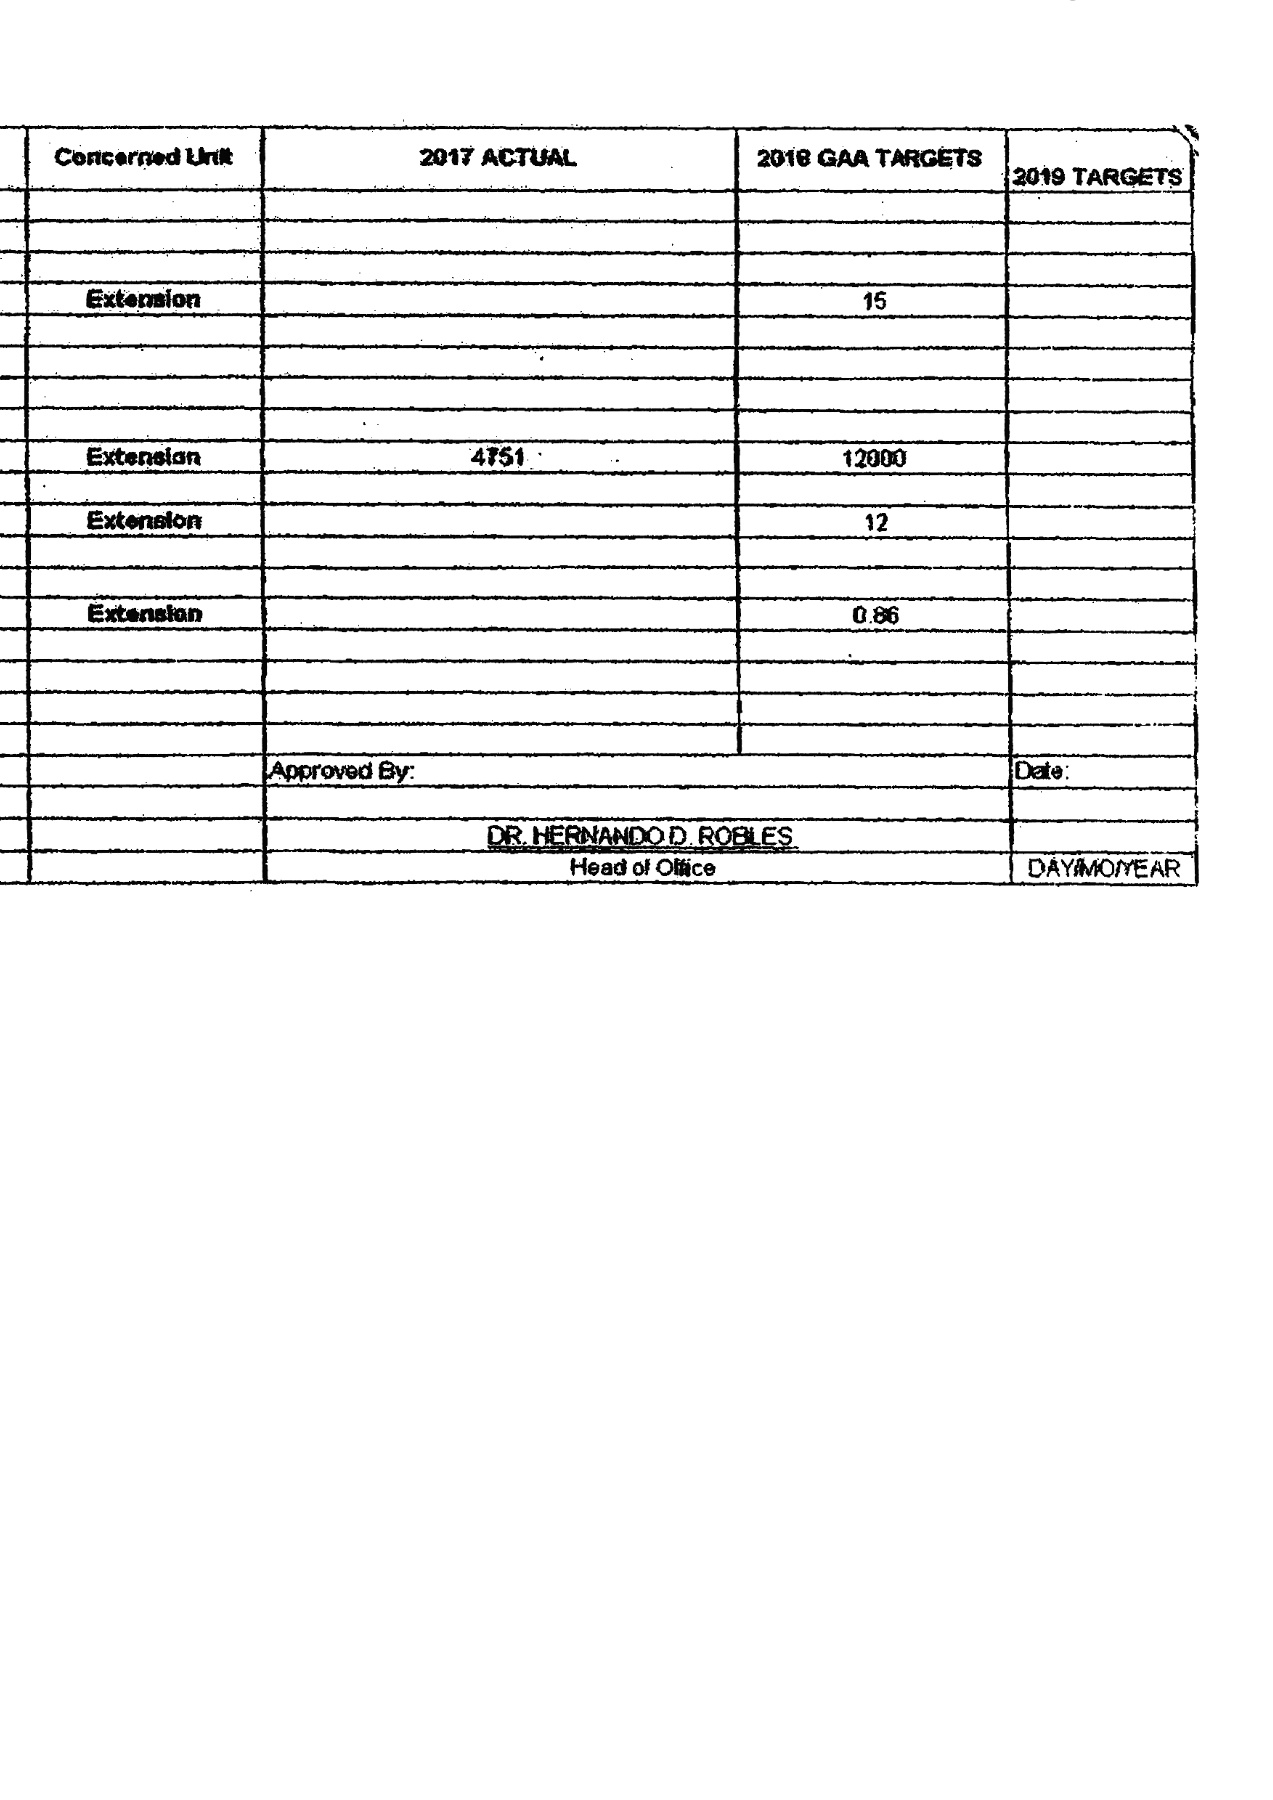 Concerned Unit 2017 ACTUAL 2018 GAA TARGETS 2019 TARGETS
Extension 15
Extension 4751 12000
Extension 12
Extension 0.86
Approved By: Date:
DR. HERNANDO D. ROBLES
Head of Office DAY/MO/YEAR